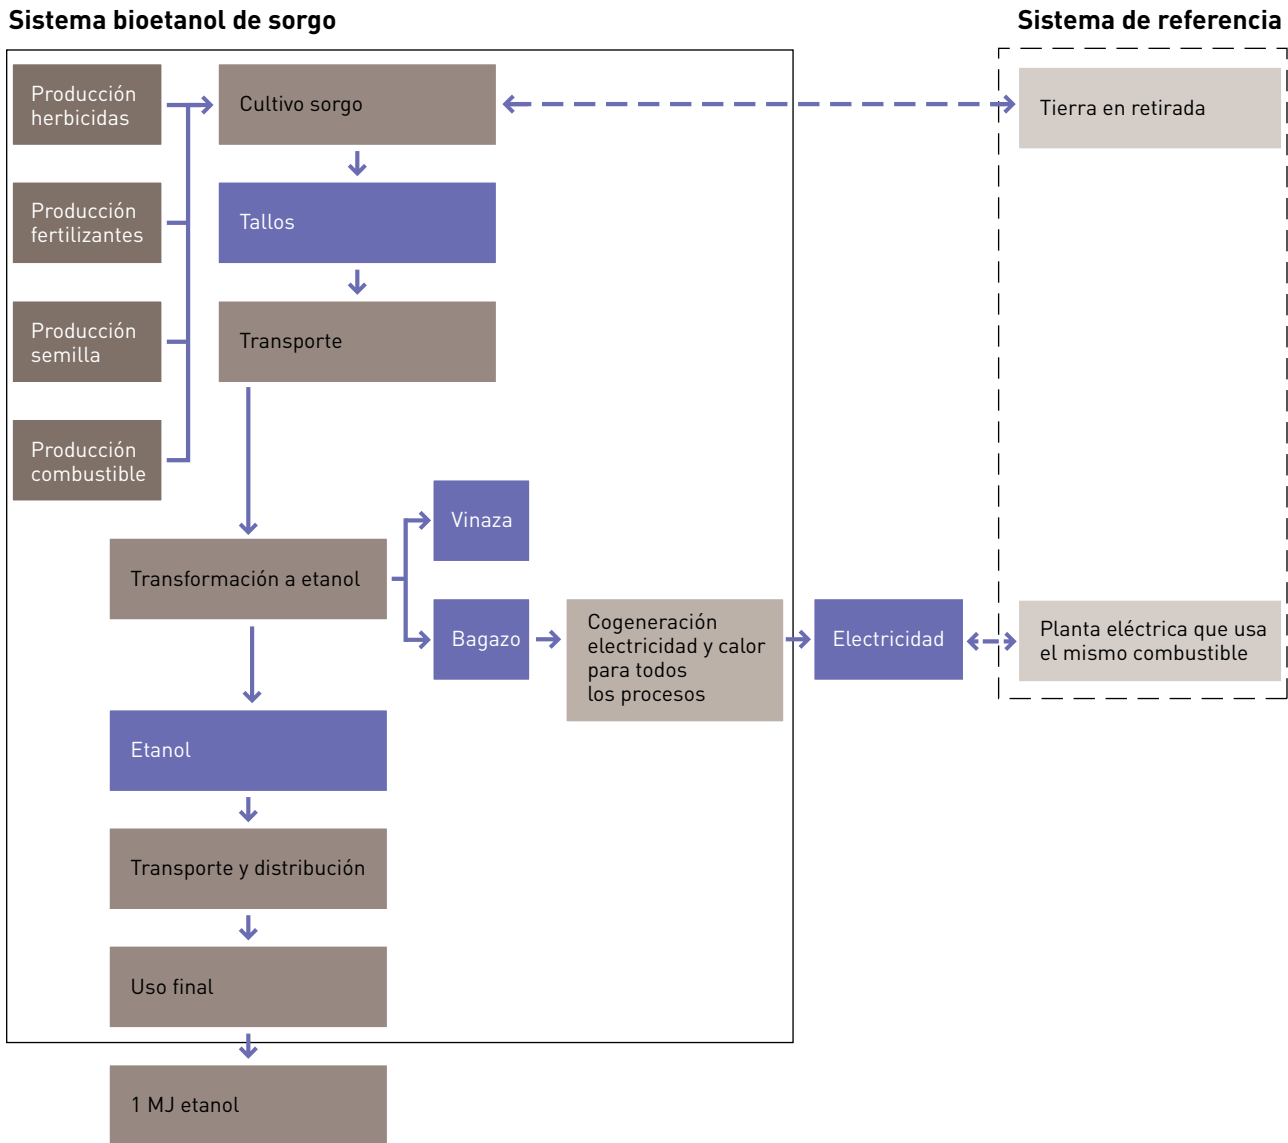 Sistema bioetanol de sorgo
Sistema de referencia
Producción
herbicidas
Cultivo sorgo
Tierra en retirada
Producción
fertilizantes
Tallos
Producción
semilla
Transporte
Producción
combustible
Vinaza
Transformación a etanol
Bagazo
Cogeneración
electricidad y calor
para todos
los procesos
Electricidad
Planta eléctrica que usa
el mismo combustible
Etanol
Transporte y distribución
Uso final
1 MJ etanol